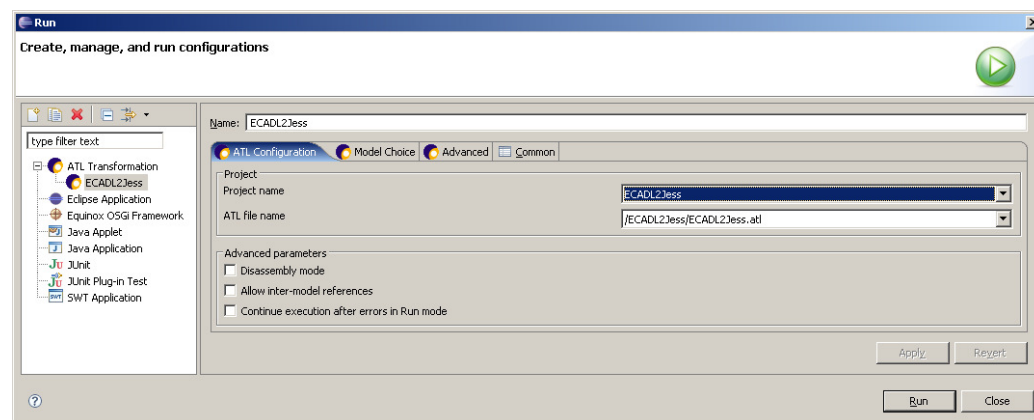 Run
Create, manage, and run configurations
type filter text
ATL Transformation
ECADL2Jess
Eclipse Application
Equinox OSGi Framework
Java Applet
Java Application
JUnit
JUnit Plug-in Test
SWT Application
Name: ECADL2Jess
ATL Configuration Model Choice Advanced Common
Project
Project name ECADL2Jess
ATL file name /ECADL2Jess/ECADL2Jess.atl
Advanced parameters
Disassembly mode
Allow inter-model references
Continue execution after errors in Run mode
Apply Revert
Run Close